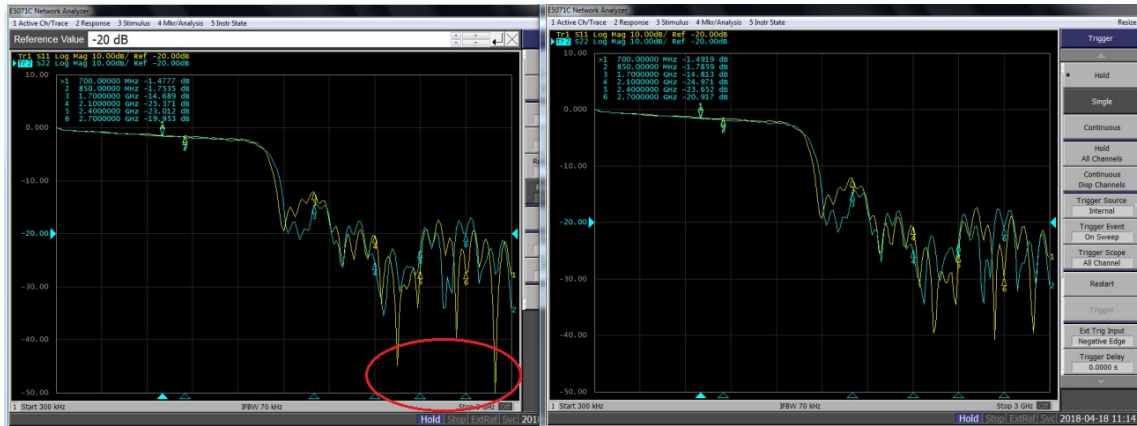 E5071C Network Analyzer
1 Active Ch/Trace 2 Response 3 Stimulus 4 Mkr/Analysis 5 Instr State
Reference Value -20 dB
Tr1 S11 Log Mag 10.00dB/ Ref -20.00dB
Tr2 S22 Log Mag 10.00dB/ Ref -20.00dB
10.00
>1 700.00000 MHz -1.4777 dB
2 850.00000 MHz -1.7535 dB
3 1.7000000 GHz -14.689 dB
4 2.1000000 GHz -25.371 dB
5 2.4000000 GHz -23.012 dB
6 2.7000000 GHz -19.953 dB
0.000
-10.00
-20.00
-30.00
-40.00
-50.00
1 Start 300 kHz IFBW 70 kHz Stop 3 GHz Off
Hold Stop ExtRef Svc 2018
E5071C Network Analyzer
1 Active Ch/Trace 2 Response 3 Stimulus 4 Mkr/Analysis 5 Instr State
Resize
Tr1 S11 Log Mag 10.00dB/ Ref -20.00dB
Tr2 S22 Log Mag 10.00dB/ Ref -20.00dB
10.00
>1 700.00000 MHz -1.4919 dB
2 850.00000 MHz -1.7859 dB
3 1.7000000 GHz -14.813 dB
4 2.1000000 GHz -24.971 dB
5 2.4000000 GHz -23.652 dB
6 2.7000000 GHz -20.917 dB
0.000
-10.00
-20.00
-30.00
-40.00
-50.00
1 Start 300 kHz IFBW 70 kHz Stop 3 GHz Off
Hold Stop ExtRef Svc 2018-04-18 11:14
Trigger
Hold
Single
Continuous
Hold
All Channels
Continuous
Disp Channels
Trigger Source
Internal
Trigger Event
On Sweep
Trigger Scope
All Channel
Restart
Trigger
Ext Trig Input
Negative Edge
Trigger Delay
0.0000 s